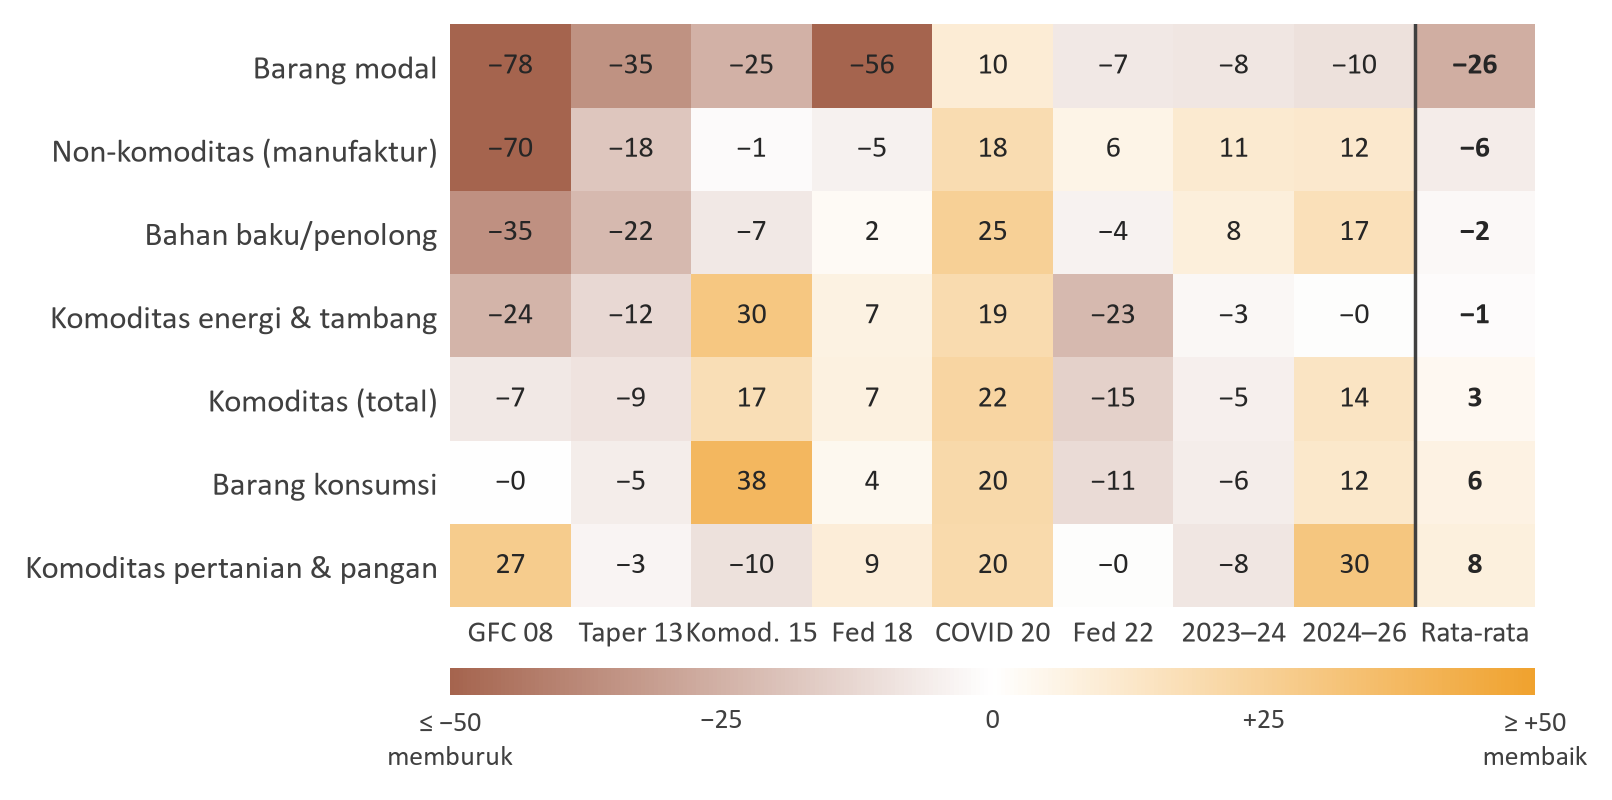 Barang modal −78 −35 −25 −56 10 −7 −8 −10 −26
Non-komoditas (manufaktur) −70 −18 −1 −5 18 6 11 12 −6
Bahan baku/penolong −35 −22 −7 2 25 −4 8 17 −2
Komoditas energi & tambang −24 −12 30 7 19 −23 −3 −0 −1
Komoditas (total) −7 −9 17 7 22 −15 −5 14 3
Barang konsumsi −0 −5 38 4 20 −11 −6 12 6
Komoditas pertanian & pangan 27 −3 −10 9 20 −0 −8 30 8
GFC 08 Taper 13 Komod. 15 Fed 18 COVID 20 Fed 22 2023–24 2024–26 Rata-rata
≤ −50 −25 0 +25 ≥ +50
memburuk membaik